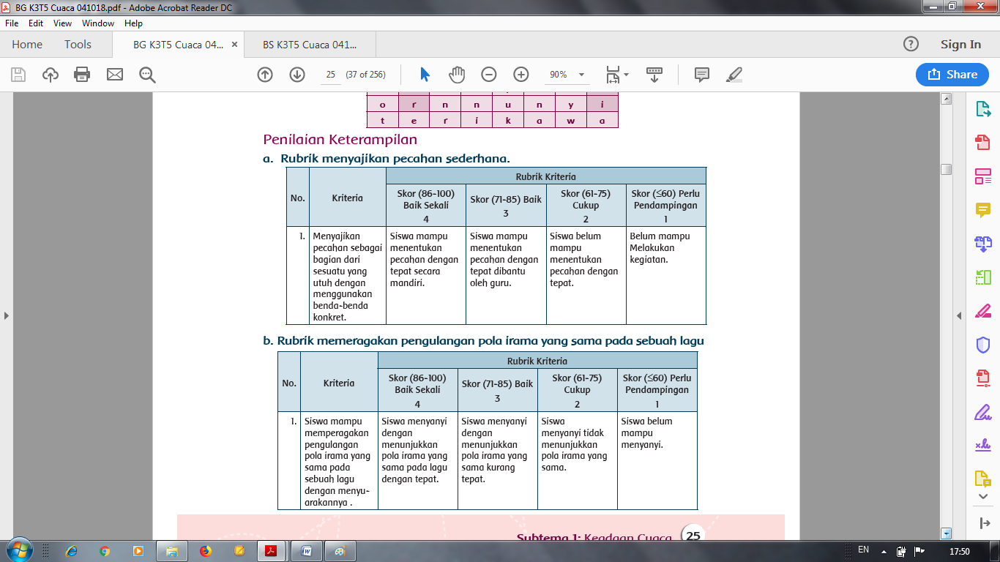 BG K3T5 Cuaca 041018.pdf - Adobe Acrobat Reader DC
File Edit View Window Help
Home Tools BG K3T5 Cuaca 04... × BS K3T5 Cuaca 041... Sign In
25 (37 of 256) 90% Share
o r n n u n y i
t e r i k a w a
Penilaian Keterampilan
a. Rubrik menyajikan pecahan sederhana.
No. Kriteria Rubrik Kriteria
Skor (86-100) Baik Sekali 4
Skor (71-85) Baik 3
Skor (61-75) Cukup 2
Skor (≤60) Perlu Pendampingan 1
1.
Menyajikan
pecahan sebagai
bagian dari
sesuatu yang
utuh dengan
menggunakan
benda-benda
konkret.
Siswa mampu
menentukan
pecahan dengan
tepat secara
mandiri.
Siswa mampu
menentukan
pecahan dengan
tepat dibantu
oleh guru.
Siswa belum
mampu
menentukan
pecahan dengan
tepat.
Belum mampu
Melakukan
kegiatan.
b. Rubrik memeragakan pengulangan pola irama yang sama pada sebuah lagu
No. Kriteria Rubrik Kriteria
Skor (86-100) Baik Sekali 4
Skor (71-85) Baik 3
Skor (61-75) Cukup 2
Skor (≤60) Perlu Pendampingan 1
1.
Siswa mampu
memperagakan
pengulangan
pola irama yang
sama pada
sebuah lagu
dengan menyu-
arakannya .
Siswa menyanyi
dengan
menunjukkan
pola irama yang
sama pada lagu
dengan tepat.
Siswa menyanyi
dengan
menunjukkan
pola irama yang
sama kurang
tepat.
Siswa
menyanyi tidak
menunjukkan
pola irama yang
sama.
Siswa belum
mampu
menyanyi.
Subtema 1: Keadaan Cuaca 25
EN 17:50